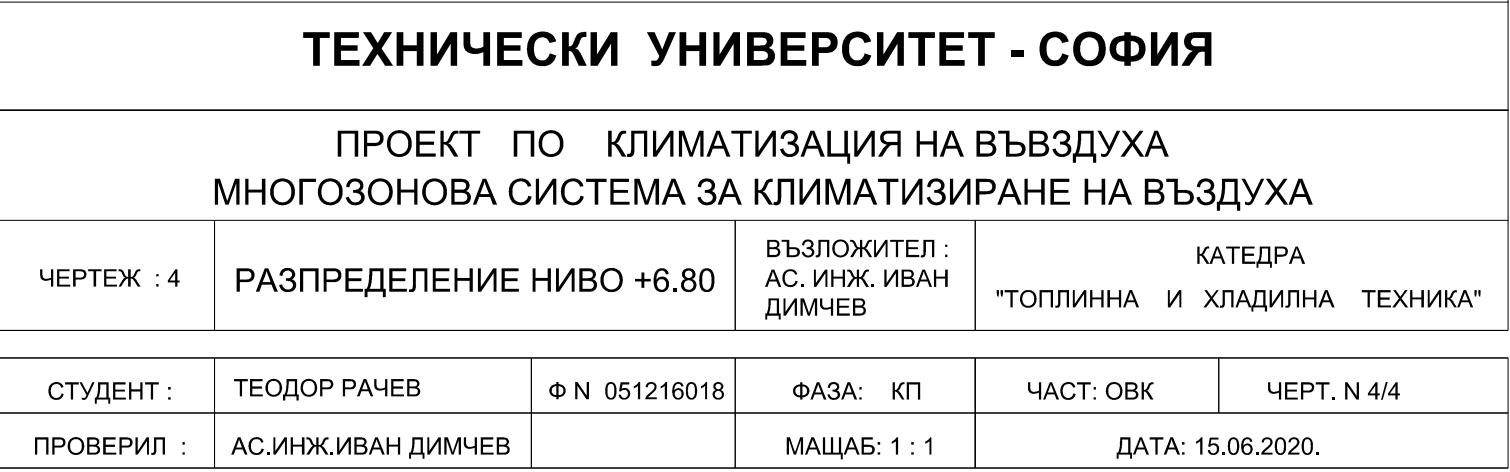 ТЕХНИЧЕСКИ УНИВЕРСИТЕТ - СОФИЯ
ПРОЕКТ ПО КЛИМАТИЗАЦИЯ НА ВЪВЗДУХА
МНОГОЗОНОВА СИСТЕМА ЗА КЛИМАТИЗИРАНЕ НА ВЪЗДУХА
ЧЕРТЕЖ : 4
РАЗПРЕДЕЛЕНИЕ НИВО +6.80
ВЪЗЛОЖИТЕЛ :
АС. ИНЖ. ИВАН
ДИМЧЕВ
КАТЕДРА
"ТОПЛИННА И ХЛАДИЛНА ТЕХНИКА"
СТУДЕНТ :
ТЕОДОР РАЧЕВ
Ф N 051216018
ФАЗА: КП
ЧАСТ: ОВК
ЧЕРТ. N 4/4
ПРОВЕРИЛ :
АС.ИНЖ.ИВАН ДИМЧЕВ
МАЩАБ: 1 : 1
ДАТА: 15.06.2020.